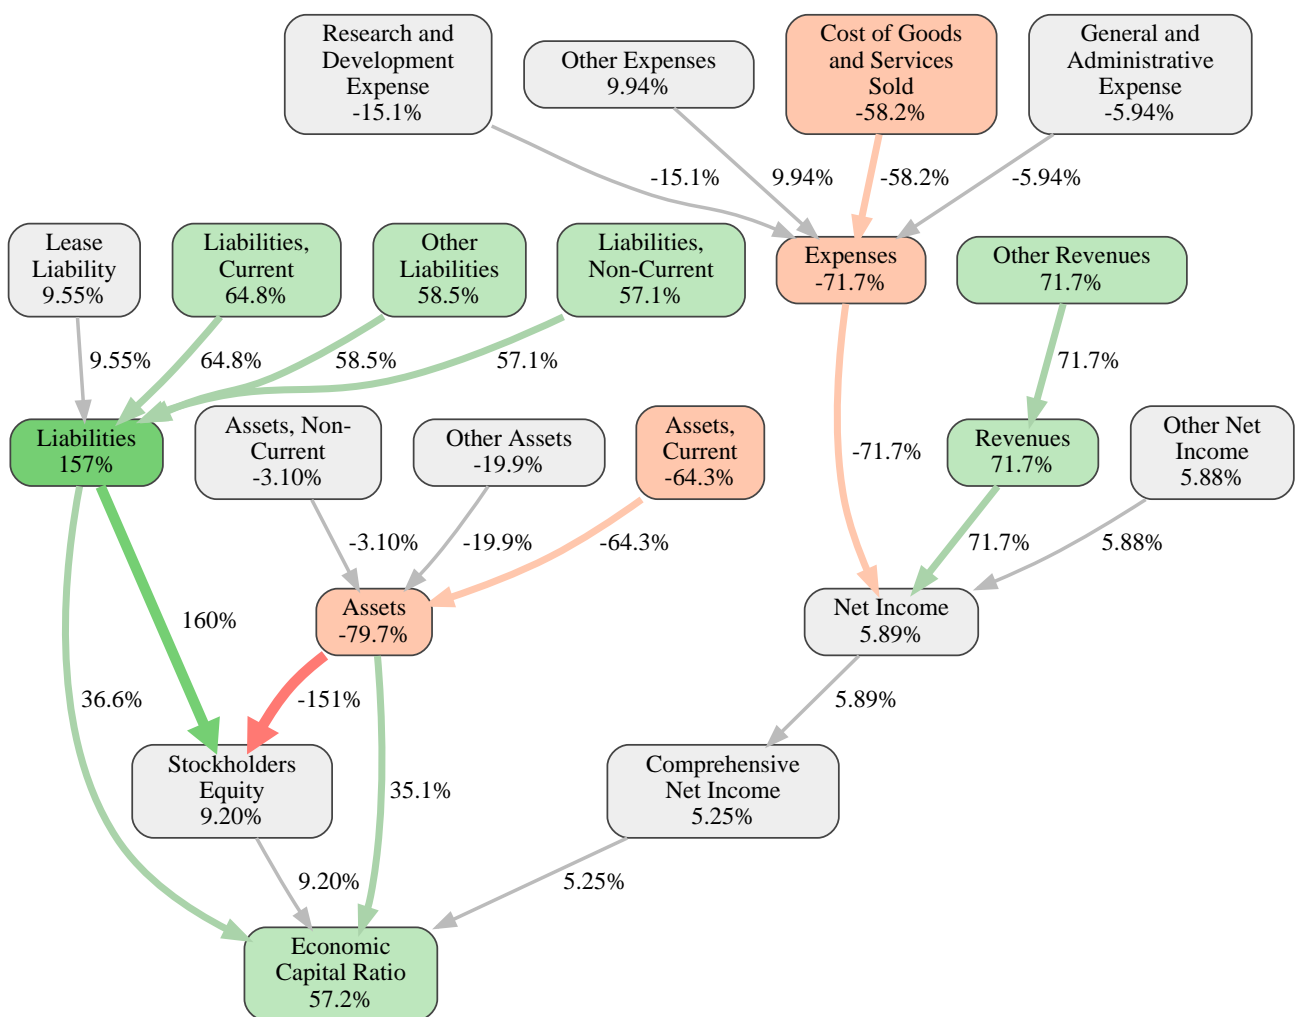 Research and
Development
Expense
-15.1%
Other Expenses
9.94%
Cost of Goods
and Services
Sold
-58.2%
General and
Administrative
Expense
-5.94%
-15.1%
9.94%
-58.2%
-5.94%
Lease
Liability
9.55%
Liabilities,
Current
64.8%
Other
Liabilities
58.5%
Liabilities,
Non-Current
57.1%
Expenses
-71.7%
Other Revenues
71.7%
9.55%
64.8%
58.5%
57.1%
71.7%
Liabilities
157%
Assets, Non-
Current
-3.10%
Other Assets
-19.9%
Assets,
Current
-64.3%
-71.7%
Revenues
71.7%
Other Net
Income
5.88%
-3.10%
-19.9%
-64.3%
71.7%
5.88%
160%
Assets
-79.7%
Net Income
5.89%
36.6%
-151%
5.89%
Stockholders
Equity
9.20%
35.1%
Comprehensive
Net Income
5.25%
9.20%
5.25%
Economic
Capital Ratio
57.2%